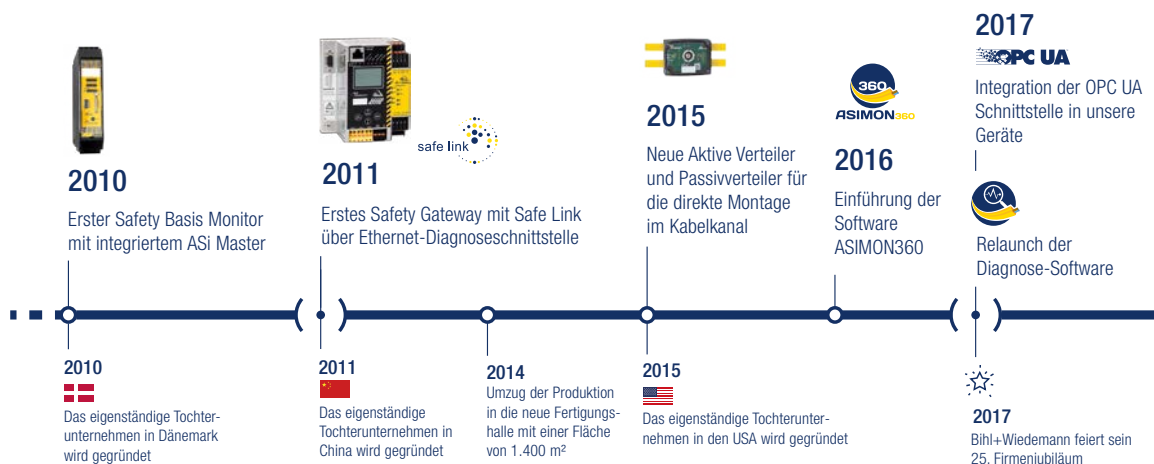 2010
Erster Safety Basis Monitor
mit integriertem ASi Master
safe link
2011
Erstes Safety Gateway mit Safe Link
über Ethernet-Diagnoseschnittstelle
2015
Neue Aktive Verteiler
und Passivverteiler für
die direkte Montage
im Kabelkanal
360
ASIMON360
2016
Einführung der
Software
ASIMON360
2017
OPC UA
Integration der OPC UA
Schnittstelle in unsere
Geräte
Relaunch der
Diagnose-Software
2010
Das eigenständige Tochter-
unternehmen in Dänemark
wird gegründet
2011
Das eigenständige
Tochterunternehmen in
China wird gegründet
2014
Umzug der Produktion
in die neue Fertigungs-
halle mit einer Fläche
von 1.400 m²
2015
Das eigenständige Tochterunter-
nehmen in den USA wird gegründet
2017
Bihl+Wiedemann feiert sein
25. Firmenjubiläum